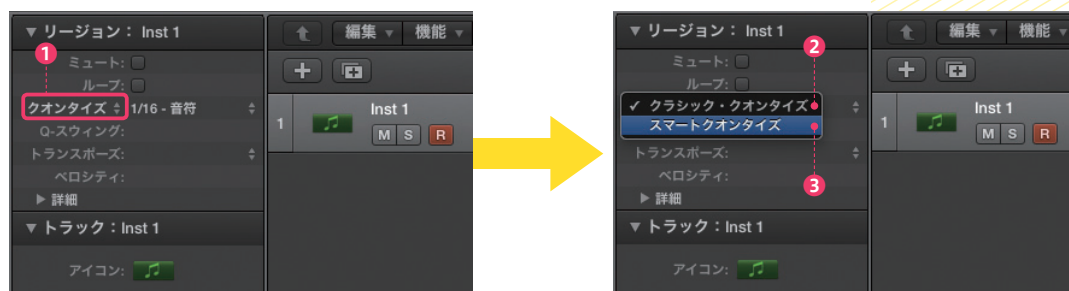 ▼ リージョン： Inst 1
編集 機能
1
ミュート:
ループ:
クオンタイズ 1/16 - 音符
Q-スウィング:
トランスポーズ:
ベロシティ:
▶ 詳細
▼ トラック：Inst 1
アイコン:
1
Inst 1
M S R
▼ リージョン： Inst 1
編集 機能
2
ミュート:
ループ:
✓ クラシック・クオンタイズ
スマートクオンタイズ
トランスポーズ:
ベロシティ:
3
▶ 詳細
▼ トラック：Inst 1
アイコン:
1
Inst 1
M S R